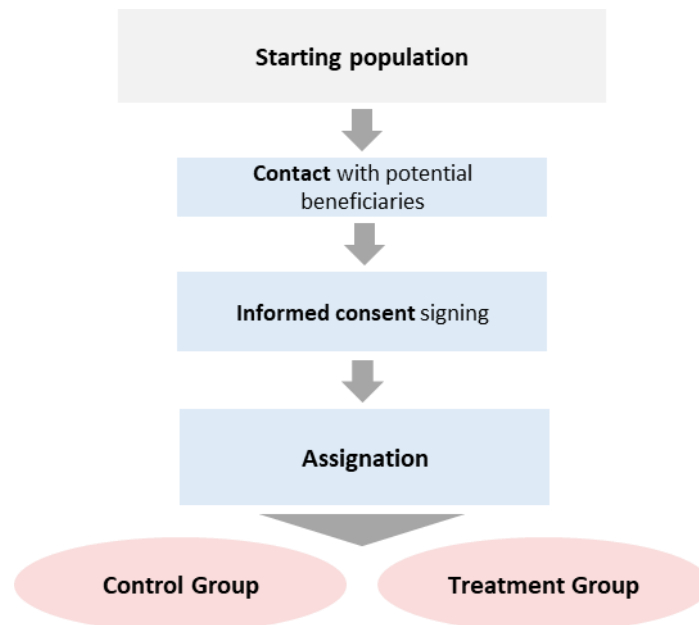 Starting population
Contact with potential
beneficiaries
Informed consent signing
Assignation
Control Group
Treatment Group